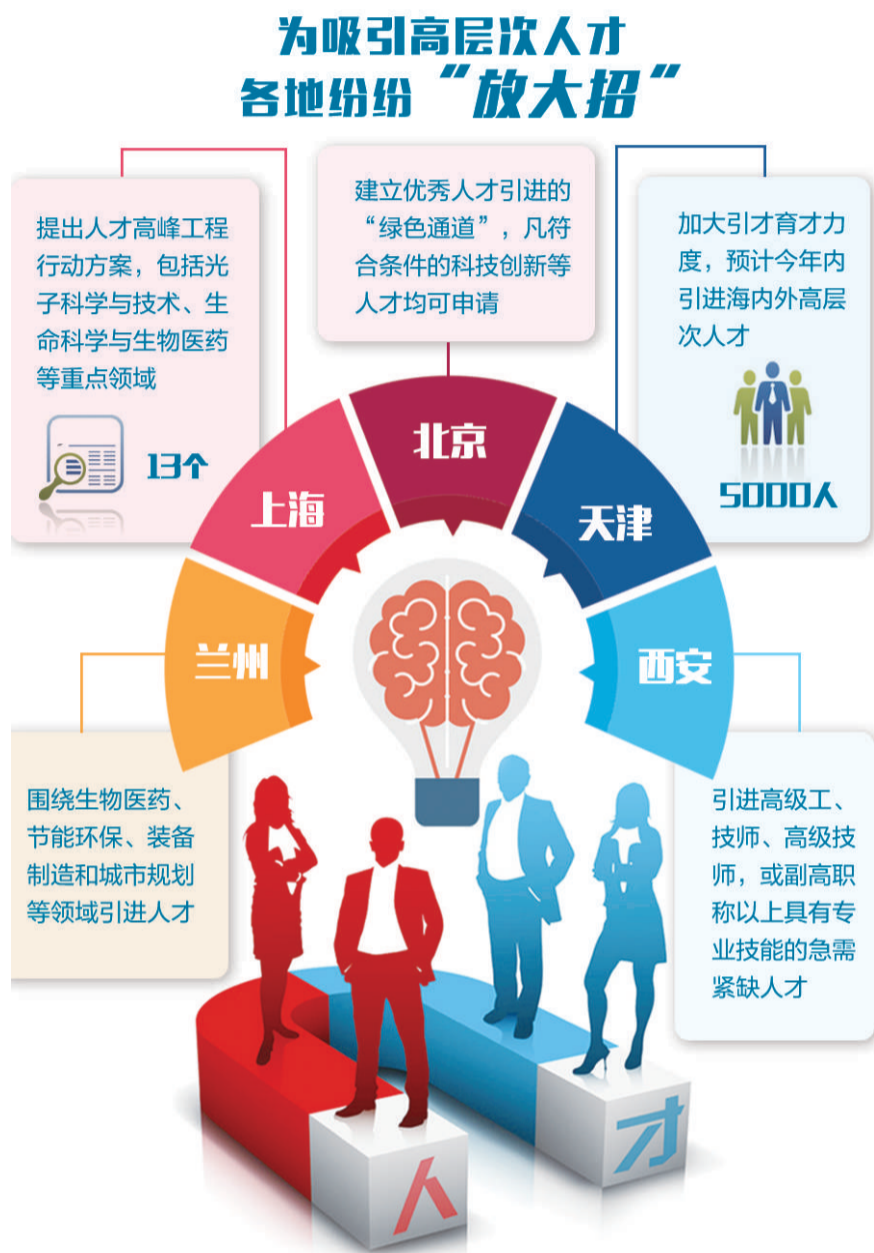 为吸引高层次人才
各地纷纷“放大招”
提出人才高峰工程
行动方案，包括光
子科学与技术、生
命科学与生物医药
等重点领域
13个
建立优秀人才引进的
“绿色通道”，凡符
合条件的科技创新等
人才均可申请
加大引才育才力
度，预计今年内
引进海内外高层
次人才
5000人
兰州
上海
北京
天津
西安
围绕生物医药、
节能环保、装备
制造和城市规划
等领域引进人才
引进高级工、
技师、高级技
师，或副高职
称以上具有专
业技能的急需
紧缺人才
人
才